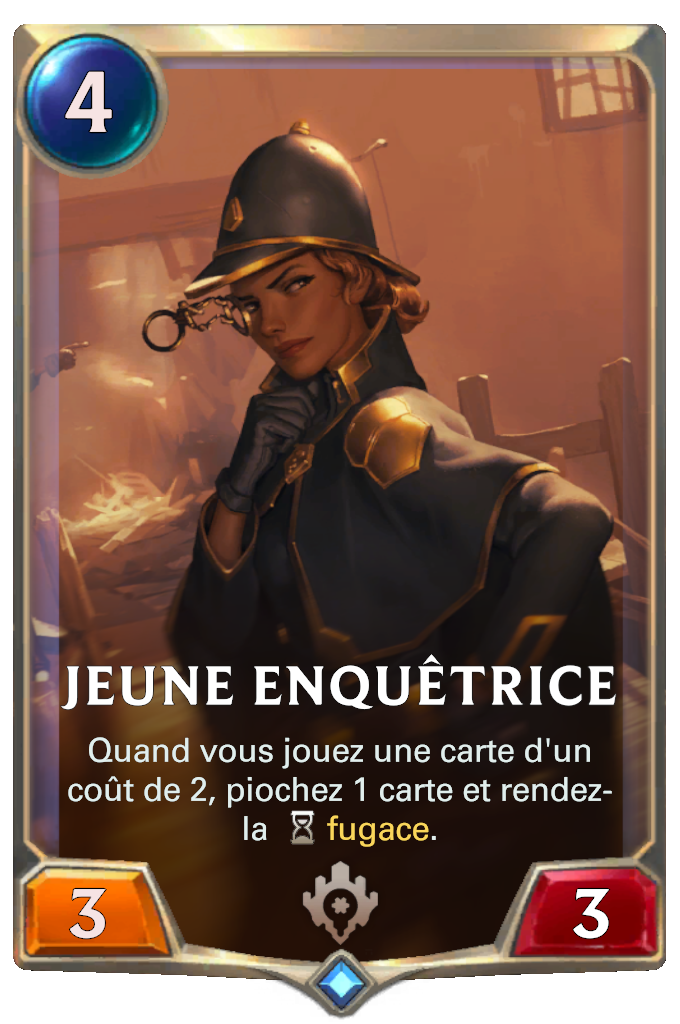 4
JEUNE ENQUÊTRICE
Quand vous jouez une carte d'un
coût de 2, piochez 1 carte et rendez-
la fugace.
3
3